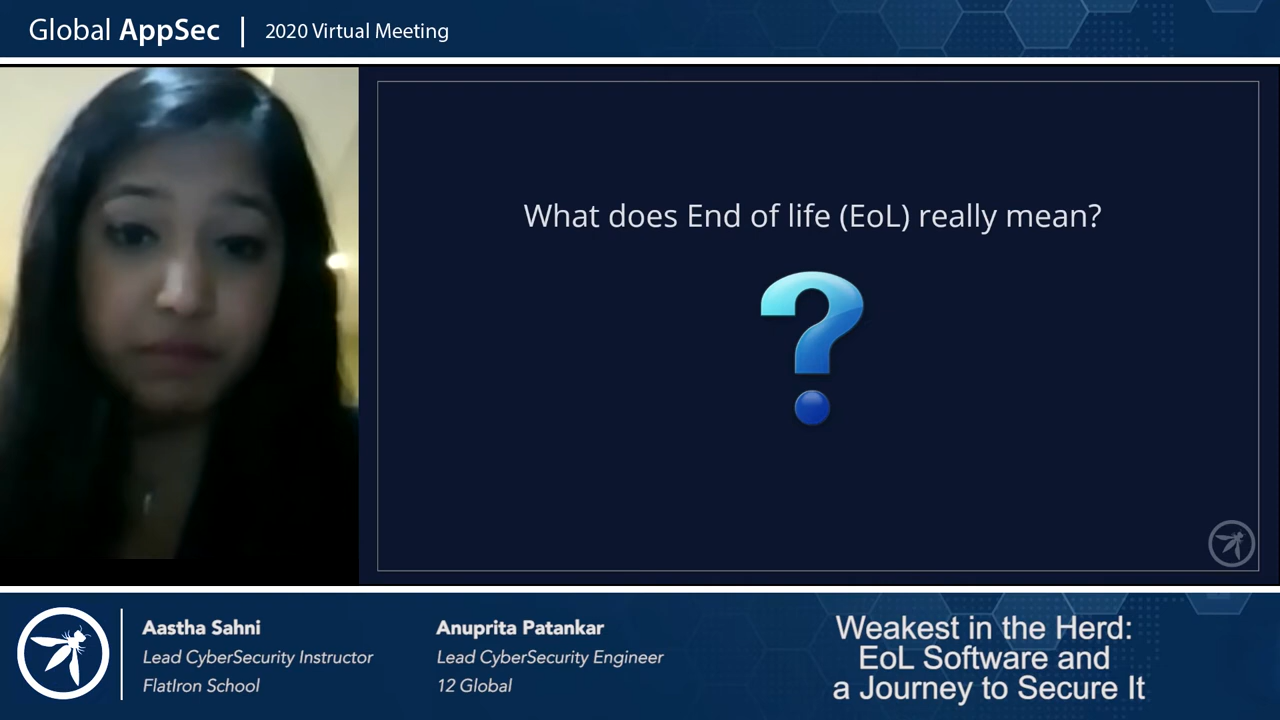 Global AppSec | 2020 Virtual Meeting
What does End of life (EoL) really mean?
?
Aastha Sahni
Lead CyberSecurity Instructor
FlatIron School
Anuprita Patankar
Lead CyberSecurity Engineer
12 Global
Weakest in the Herd:
EoL Software and
a Journey to Secure It